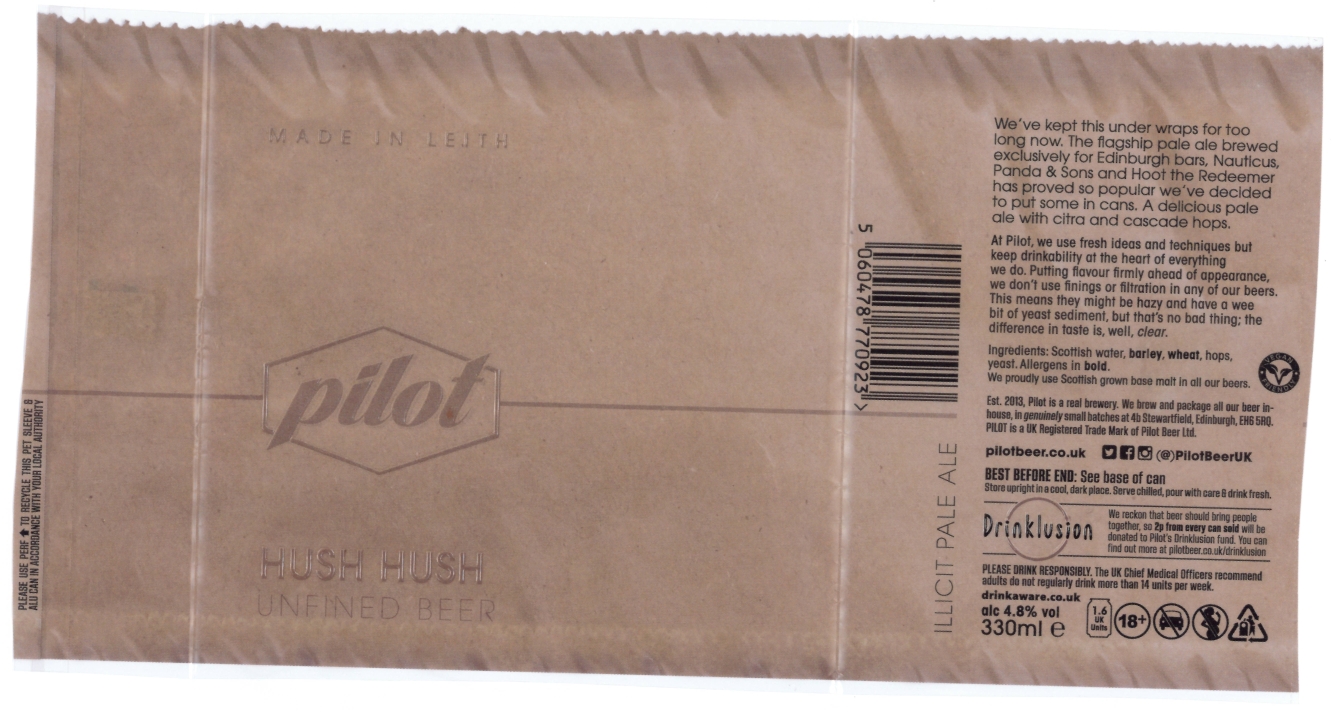 PLEASE USE PERF ★ TO RECYCLE THIS PET SLEEVE &
ALU CAN IN ACCORDANCE WITH YOUR LOCAL AUTHORITY
MADE IN LEITH
pilot
HUSH HUSH
UNFINED BEER
5 060478 770923 >
ILLICIT PALE ALE
We've kept this under wraps for too
long now. The flagship pale ale brewed
exclusively for Edinburgh bars, Nauticus,
Panda & Sons and Hoot the Redeemer
has proved so popular we've decided
to put some in cans. A delicious pale
ale with citra and cascade hops.
At Pilot, we use fresh ideas and techniques but
keep drinkability at the heart of everything
we do. Putting flavour firmly ahead of appearance,
we don't use finings or filtration in any of our beers.
This means they might be hazy and have a wee
bit of yeast sediment, but that's no bad thing; the
difference in taste is, well, clear.
Ingredients: Scottish water, barley, wheat, hops,
yeast. Allergens in bold.
We proudly use Scottish grown base malt in all our beers.
VEGAN
FRIENDLY
Est. 2013, Pilot is a real brewery. We brew and package all our beer in-
house, in genuinely small batches at 4b Stewartfield, Edinburgh, EH6 5RQ.
PILOT is a UK Registered Trade Mark of Pilot Beer Ltd.
pilotbeer.co.uk (@)PilotBeerUK
BEST BEFORE END: See base of can
Store upright in a cool, dark place. Serve chilled, pour with care & drink fresh.
Drinklusion
We reckon that beer should bring people
together, so 2p from every can sold will be
donated to Pilot's Drinklusion fund. You can
find out more at pilotbeer.co.uk/drinklusion
PLEASE DRINK RESPONSIBLY. The UK Chief Medical Officers recommend
adults do not regularly drink more than 14 units per week.
drinkaware.co.uk
alc 4.8% vol
330ml e
1.6
UK
Units
18+